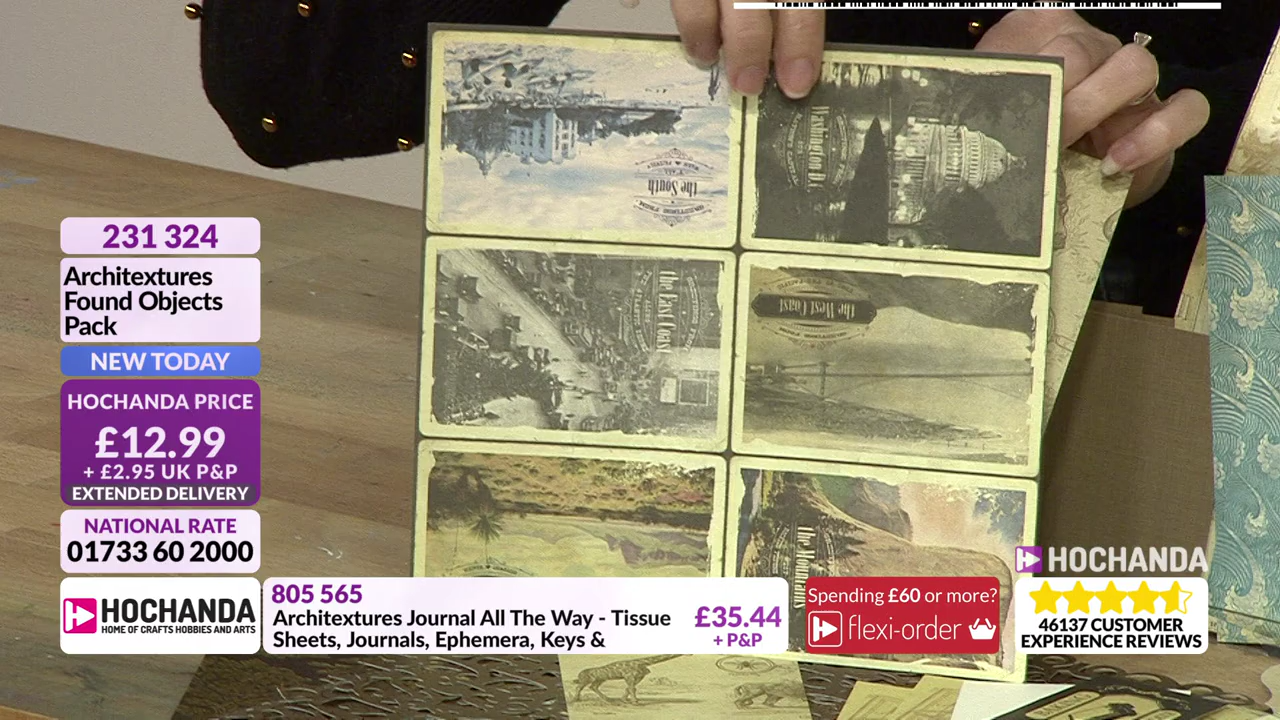 the South
Washington D.C.
the East Coast
the West Coast
the Mountains
231 324
Architextures
Found Objects
Pack
NEW TODAY
HOCHANDA PRICE
£12.99
+ £2.95 UK P&P
EXTENDED DELIVERY
NATIONAL RATE
01733 60 2000
HOCHANDA
HOME OF CRAFTS HOBBIES AND ARTS
805 565
Architextures Journal All The Way - Tissue
Sheets, Journals, Ephemera, Keys &
£35.44
+ P&P
Spending £60 or more?
flexi-order
HOCHANDA
46137 CUSTOMER
EXPERIENCE REVIEWS